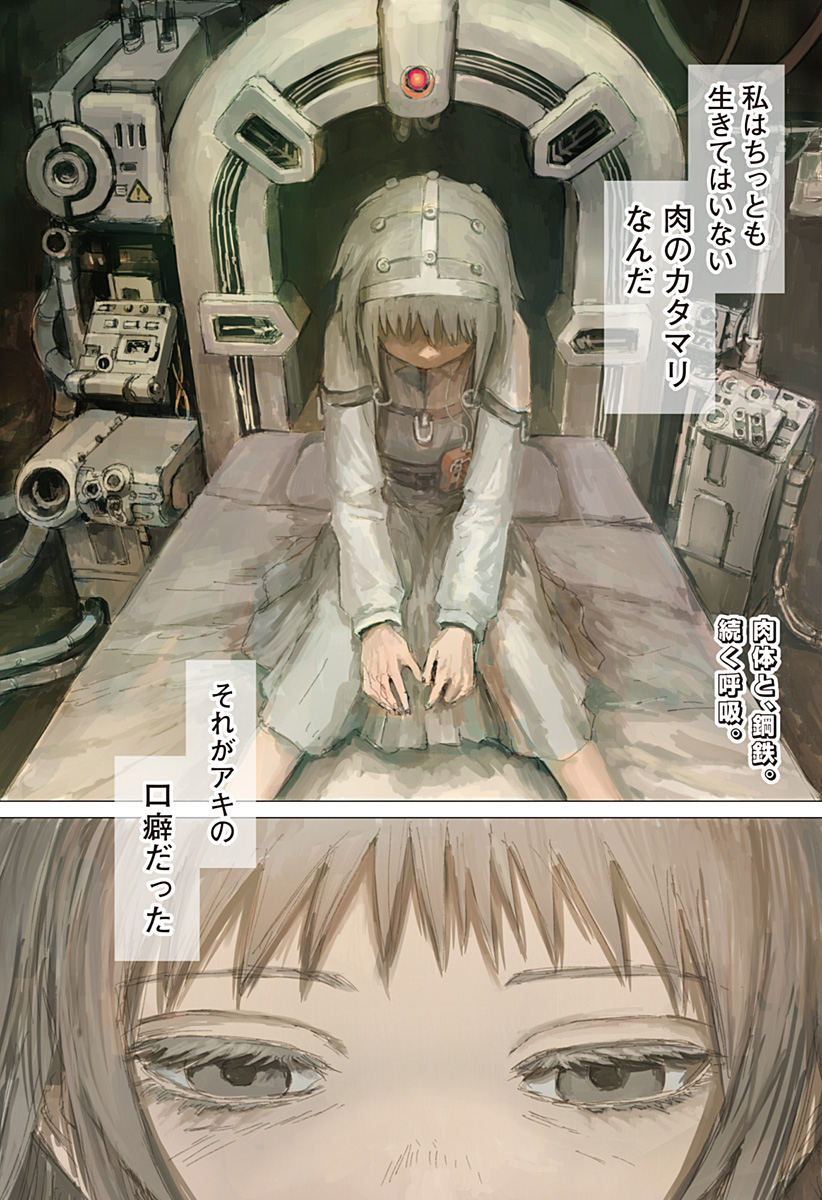 私はちっとも
生きてはいない
肉のカタマリ
なんだ
肉体と、鋼鉄。
続く呼吸。
それがアキの
口癖だった